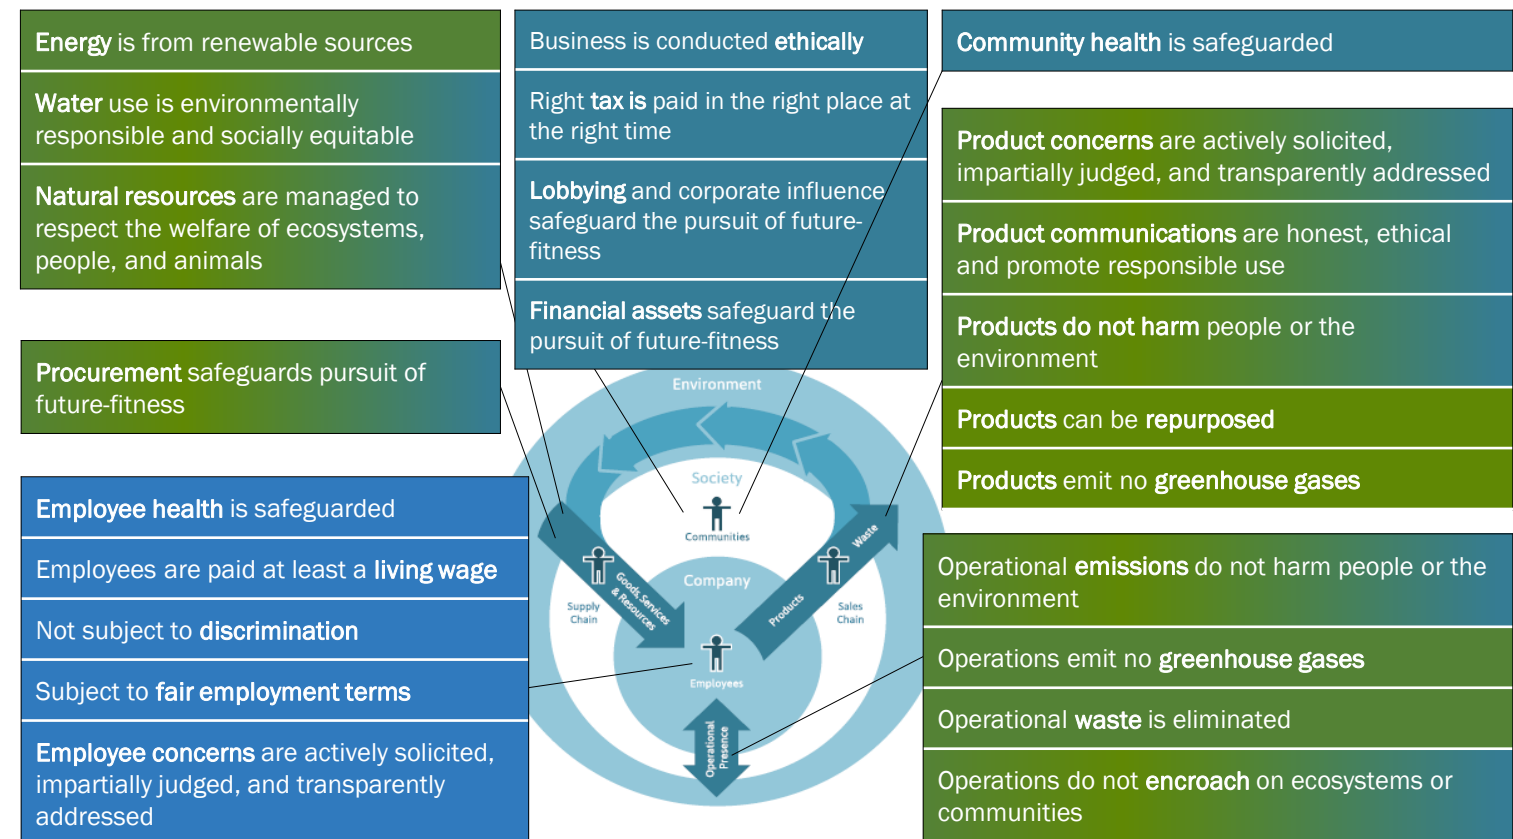 Energy is from renewable sources
Water use is environmentally
responsible and socially equitable
Natural resources are managed to
respect the welfare of ecosystems,
people, and animals
Procurement safeguards pursuit of
future-fitness
Employee health is safeguarded
Employees are paid at least a living wage
Not subject to discrimination
Subject to fair employment terms
Employee concerns are actively solicited,
impartially judged, and transparently
addressed
Business is conducted ethically
Right tax is paid in the right place at
the right time
Lobbying and corporate influence
safeguard the pursuit of future-
fitness
Financial assets safeguard the
pursuit of future-fitness
Environment
Society
Communities
Company
Goods, Services
& Resources
Supply
Chain
Products
Waste
Sales
Chain
Employees
Operational
Presence
Community health is safeguarded
Product concerns are actively solicited,
impartially judged, and transparently addressed
Product communications are honest, ethical
and promote responsible use
Products do not harm people or the
environment
Products can be repurposed
Products emit no greenhouse gases
Operational emissions do not harm people or the
environment
Operations emit no greenhouse gases
Operational waste is eliminated
Operations do not encroach on ecosystems or
communities